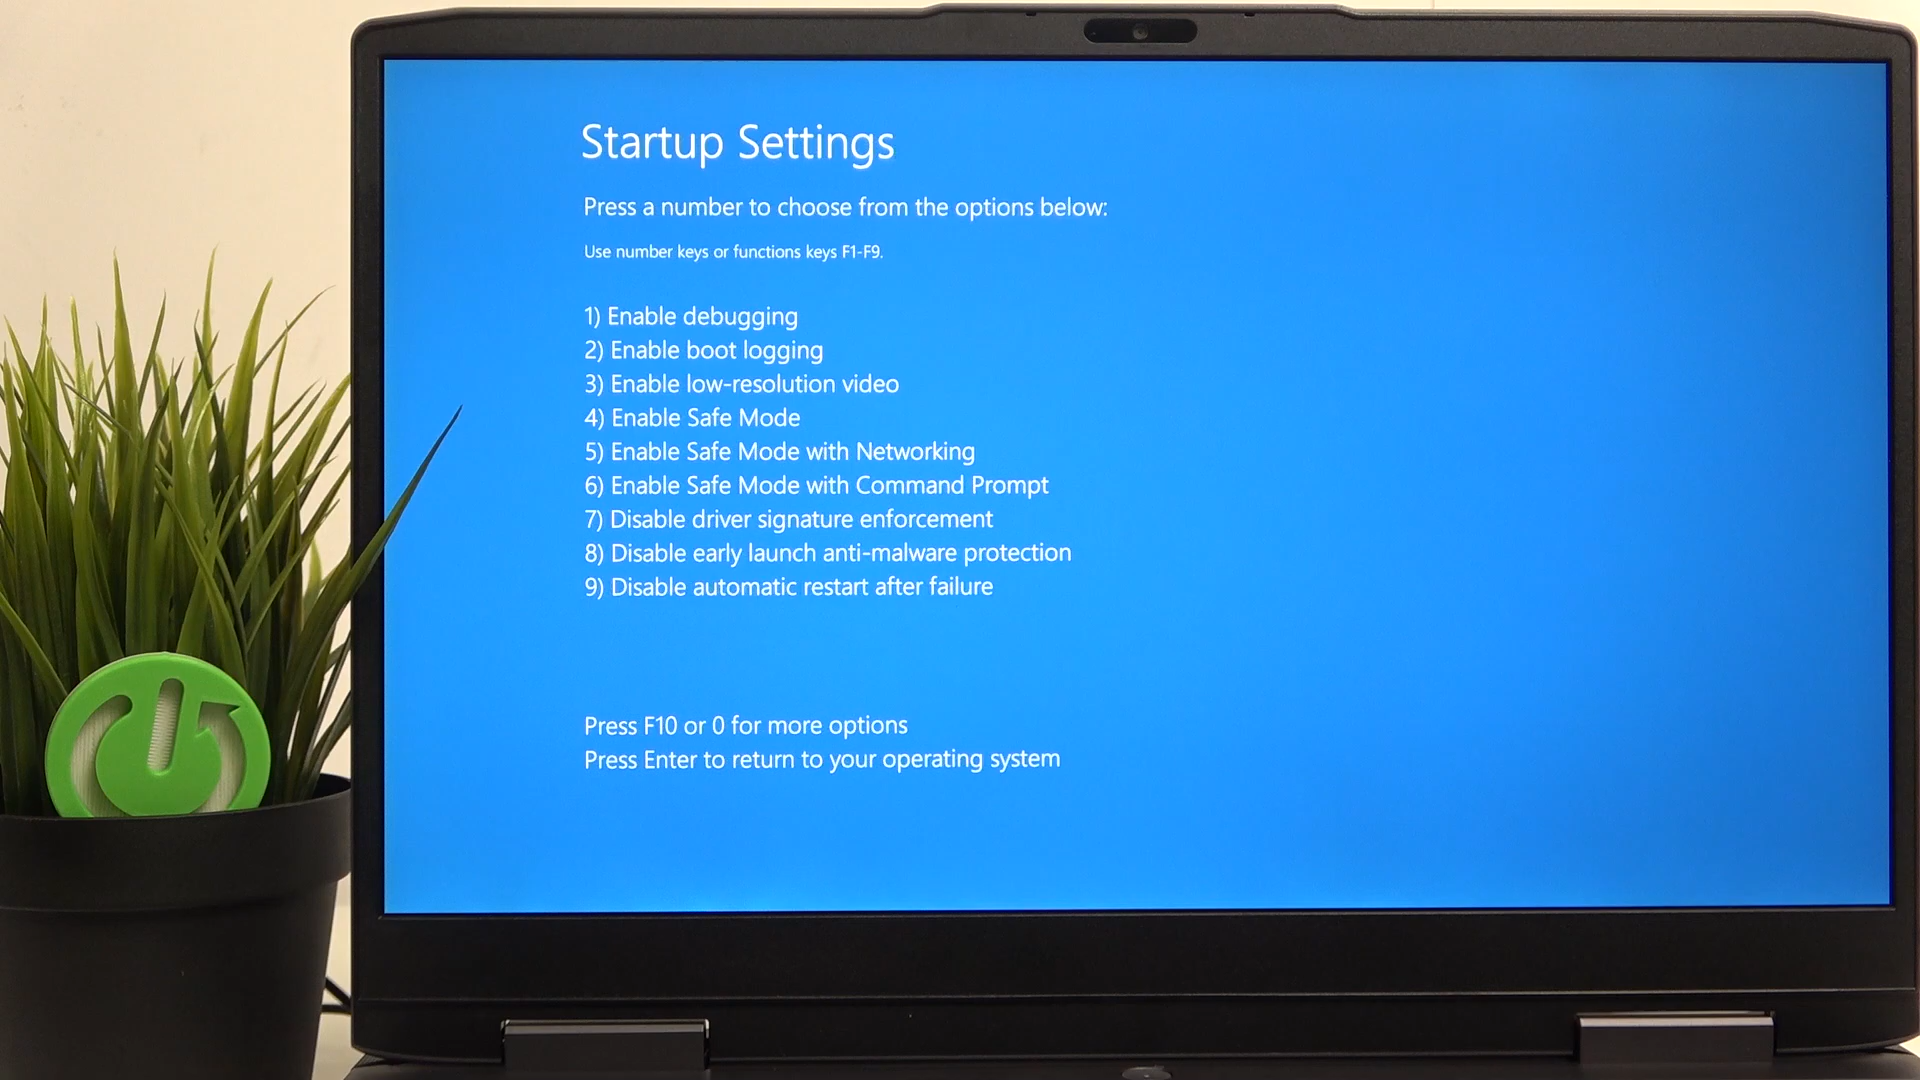 Startup Settings
Press a number to choose from the options below:
Use number keys or functions keys F1-F9.
1) Enable debugging
2) Enable boot logging
3) Enable low-resolution video
4) Enable Safe Mode
5) Enable Safe Mode with Networking
6) Enable Safe Mode with Command Prompt
7) Disable driver signature enforcement
8) Disable early launch anti-malware protection
9) Disable automatic restart after failure
Press F10 or 0 for more options
Press Enter to return to your operating system